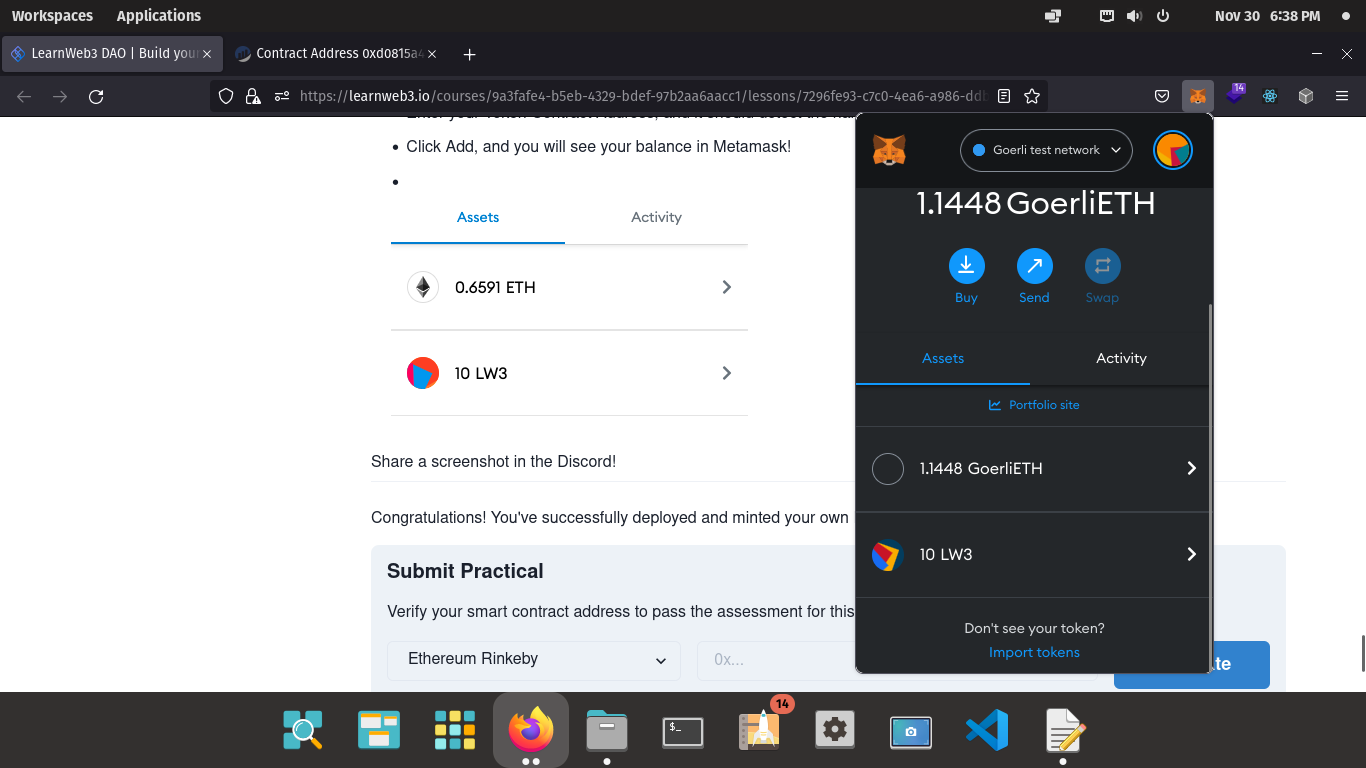 Workspaces Applications Nov 30 6:38 PM
LearnWeb3 DAO | Build your Contract Address 0xd0815a4
https://learnweb3.io/courses/9a3fafe4-b5eb-4329-bdef-97b2aa6aacc1/lessons/7296fe93-c7c0-4ea6-a986-ddb 14
Click Add, and you will see your balance in Metamask!
Assets Activity
0.6591 ETH
10 LW3
Share a screenshot in the Discord!
Congratulations! You've successfully deployed and minted your own
Submit Practical
Verify your smart contract address to pass the assessment for this
Ethereum Rinkeby 0x...
Goerli test network
1.1448 GoerliETH
Buy Send Swap
Assets Activity
Portfolio site
1.1448 GoerliETH
10 LW3
Don't see your token?
Import tokens
14
$_